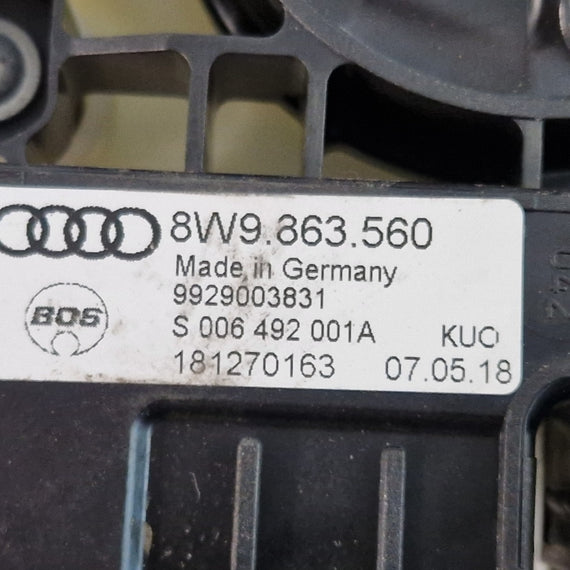 8W9.863.560
Made in Germany
9929003831
BOS
S 006 492 001A KUO
181270163 07.05.18